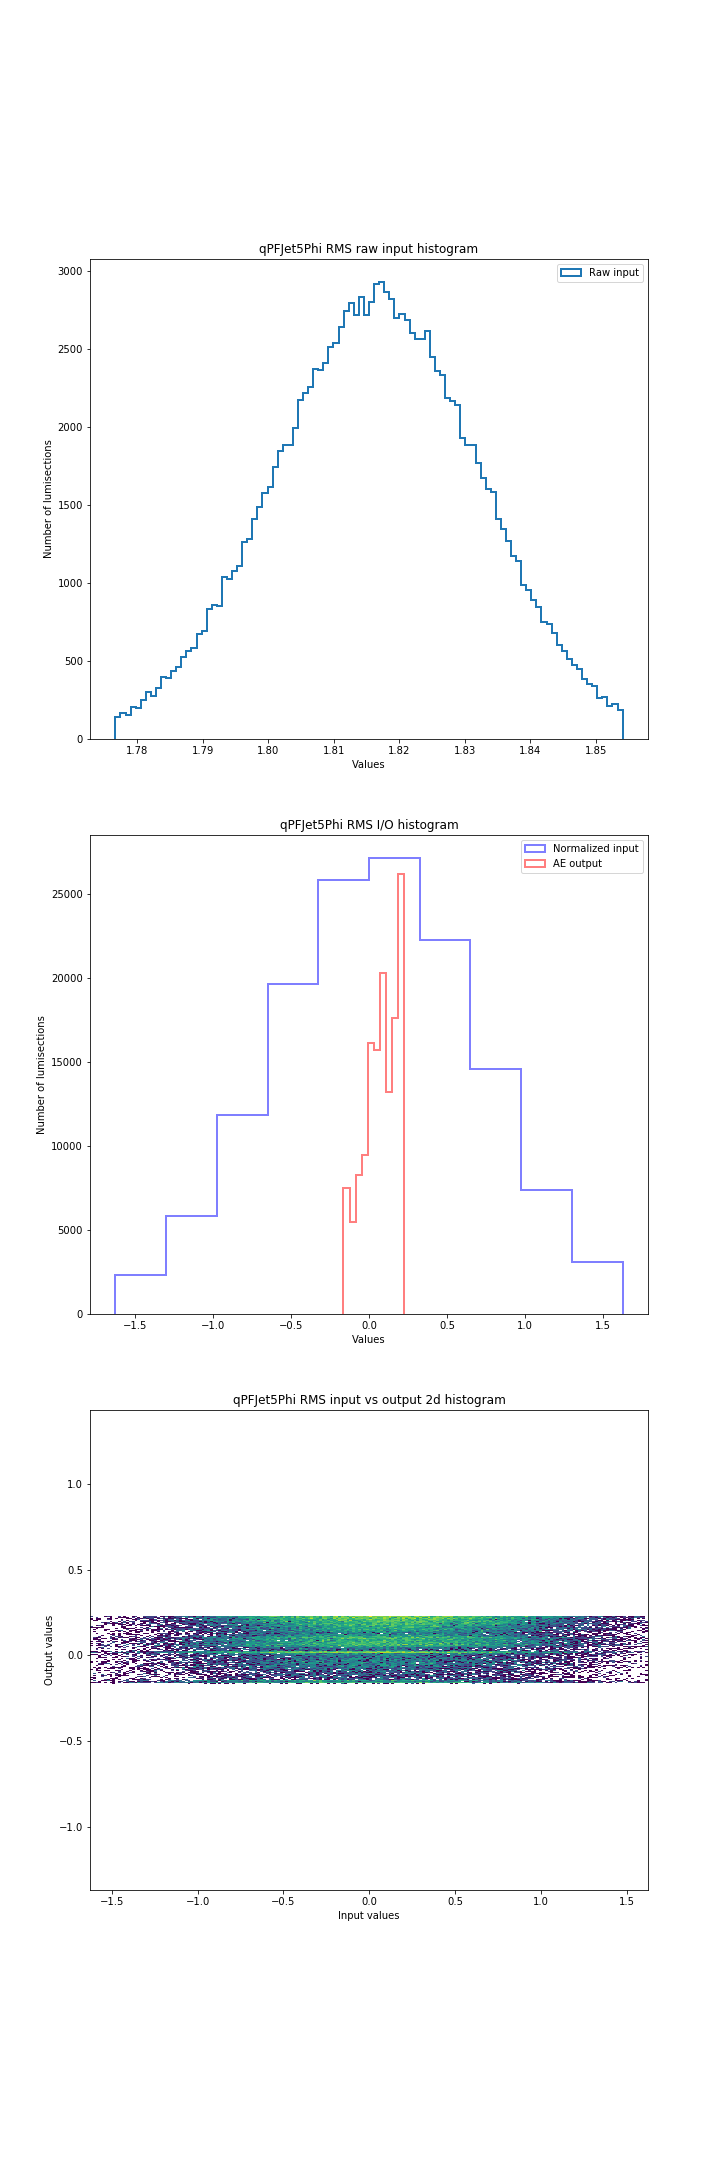 qPFJet5Phi RMS raw input histogram
Raw input
3000
2500
2000
1500
1000
500
0
Number of lumisections
1.78 1.79 1.80 1.81 1.82 1.83 1.84 1.85
Values
qPFJet5Phi RMS I/O histogram
Normalized input
AE output
25000
20000
15000
10000
5000
0
Number of lumisections
−1.5 −1.0 −0.5 0.0 0.5 1.0 1.5
Values
qPFJet5Phi RMS input vs output 2d histogram
1.0
0.5
0.0
−0.5
−1.0
Output values
−1.5 −1.0 −0.5 0.0 0.5 1.0 1.5
Input values